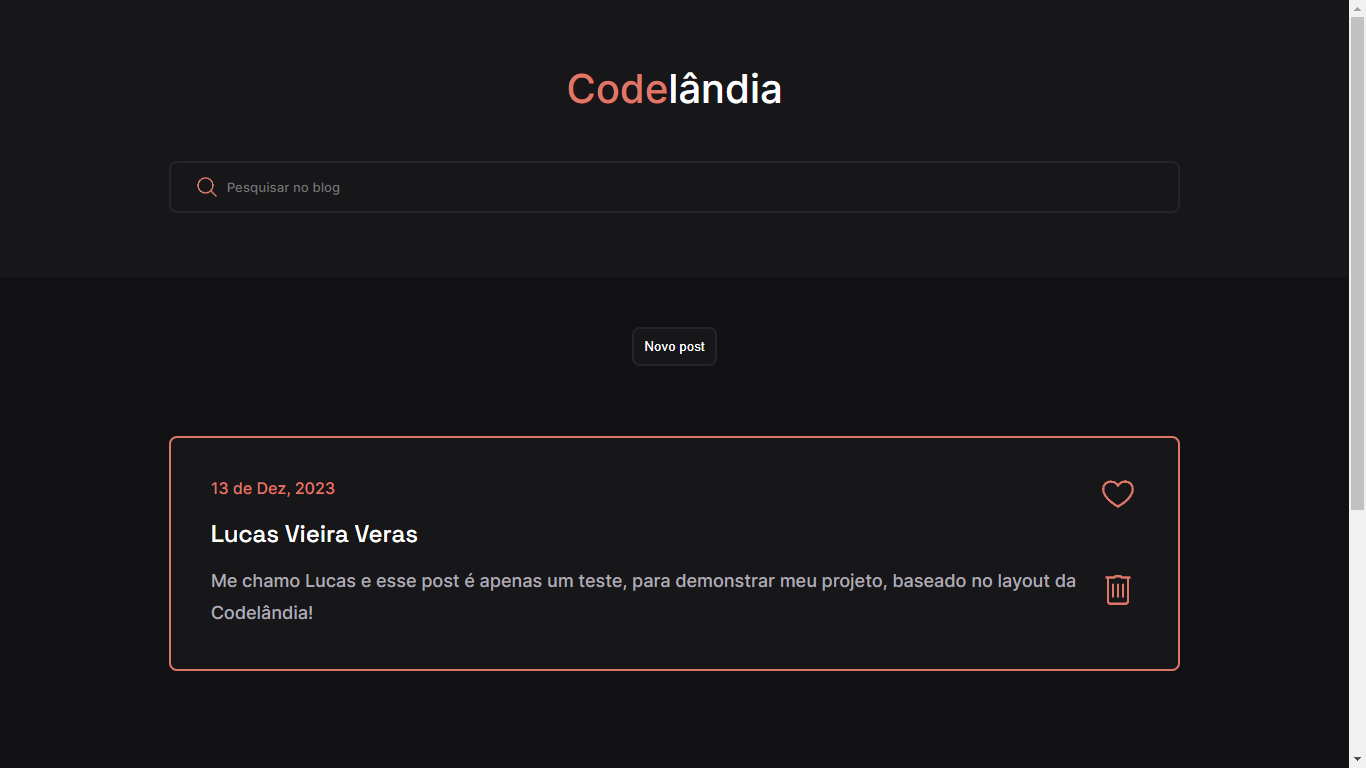 Codelândia
Pesquisar no blog
Novo post
13 de Dez, 2023
Lucas Vieira Veras
Me chamo Lucas e esse post é apenas um teste, para demonstrar meu projeto, baseado no layout da
Codelândia!